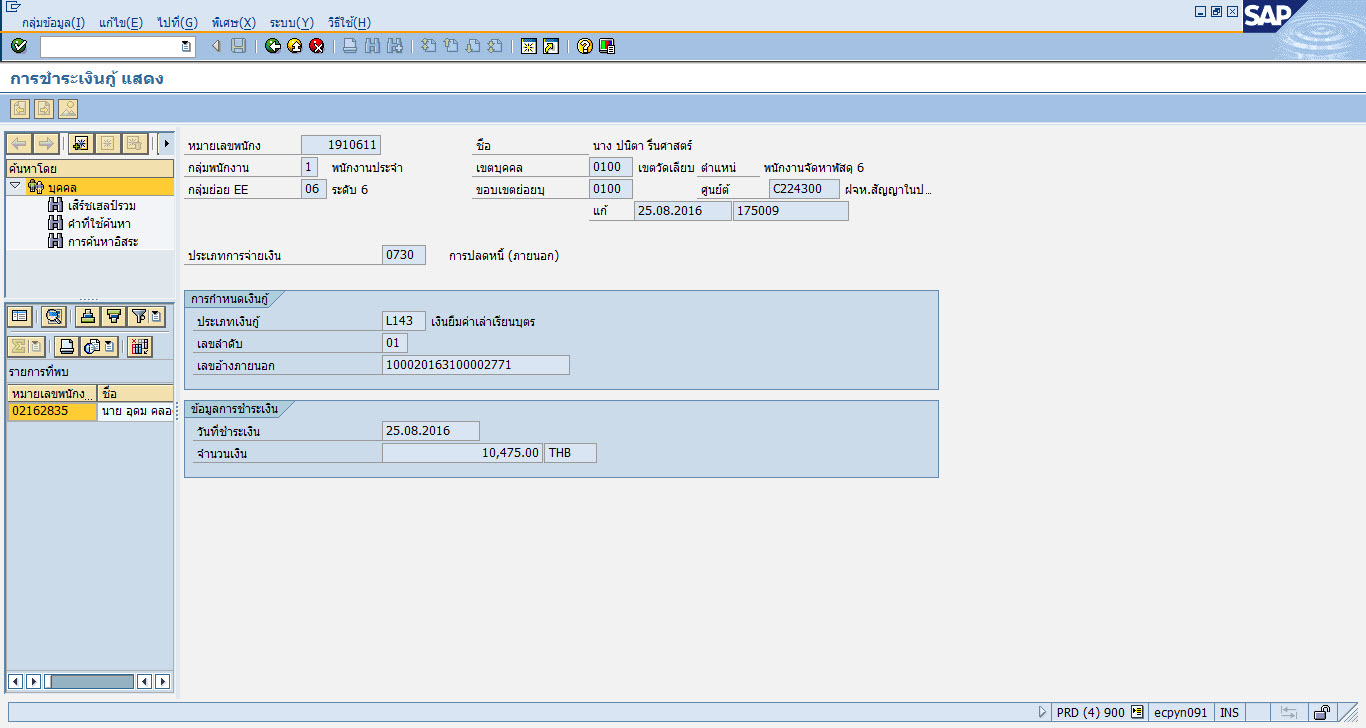 กลุ่มข้อมูล(I) แก้ไข(E) ไปที่(G) พิเศษ(X) ระบบ(Y) วิธีใช้(H)
SAP
การชำระเงินกู้ แสดง
หมายเลขพนักง 1910611 ชื่อ นาง ปนิตา รื่นศาสตร์
กลุ่มพนักงาน 1 พนักงานประจำ เขตบุคคล 0100 เขตวัดเลียบ ตำแหน่ พนักงานจัดหาพัสดุ 6
กลุ่มย่อย EE 06 ระดับ 6 ขอบเขตย่อยบุ 0100 ศูนย์ต้ C224300 ฝจห.สัญญาในป...
แก้ 25.08.2016 175009
ค้นหาโดย
บุคคล
เสิร์ชเฮลป์รวม
คำที่ใช้ค้นหา
การค้นหาอิสระ
ประเภทการจ่ายเงิน 0730 การปลดหนี้ (ภายนอก)
การกำหนดเงินกู้
ประเภทเงินกู้ L143 เงินยืมค่าเล่าเรียนบุตร
เลขลำดับ 01
เลขอ้างภายนอก 100020163100002771
รายการที่พบ
หมายเลขพนักง... ชื่อ
02162835 นาย อุดม คลอ
ข้อมูลการชำระเงิน
วันที่ชำระเงิน 25.08.2016
จำนวนเงิน 10,475.00 THB
PRD (4) 900 ecpyn091 INS